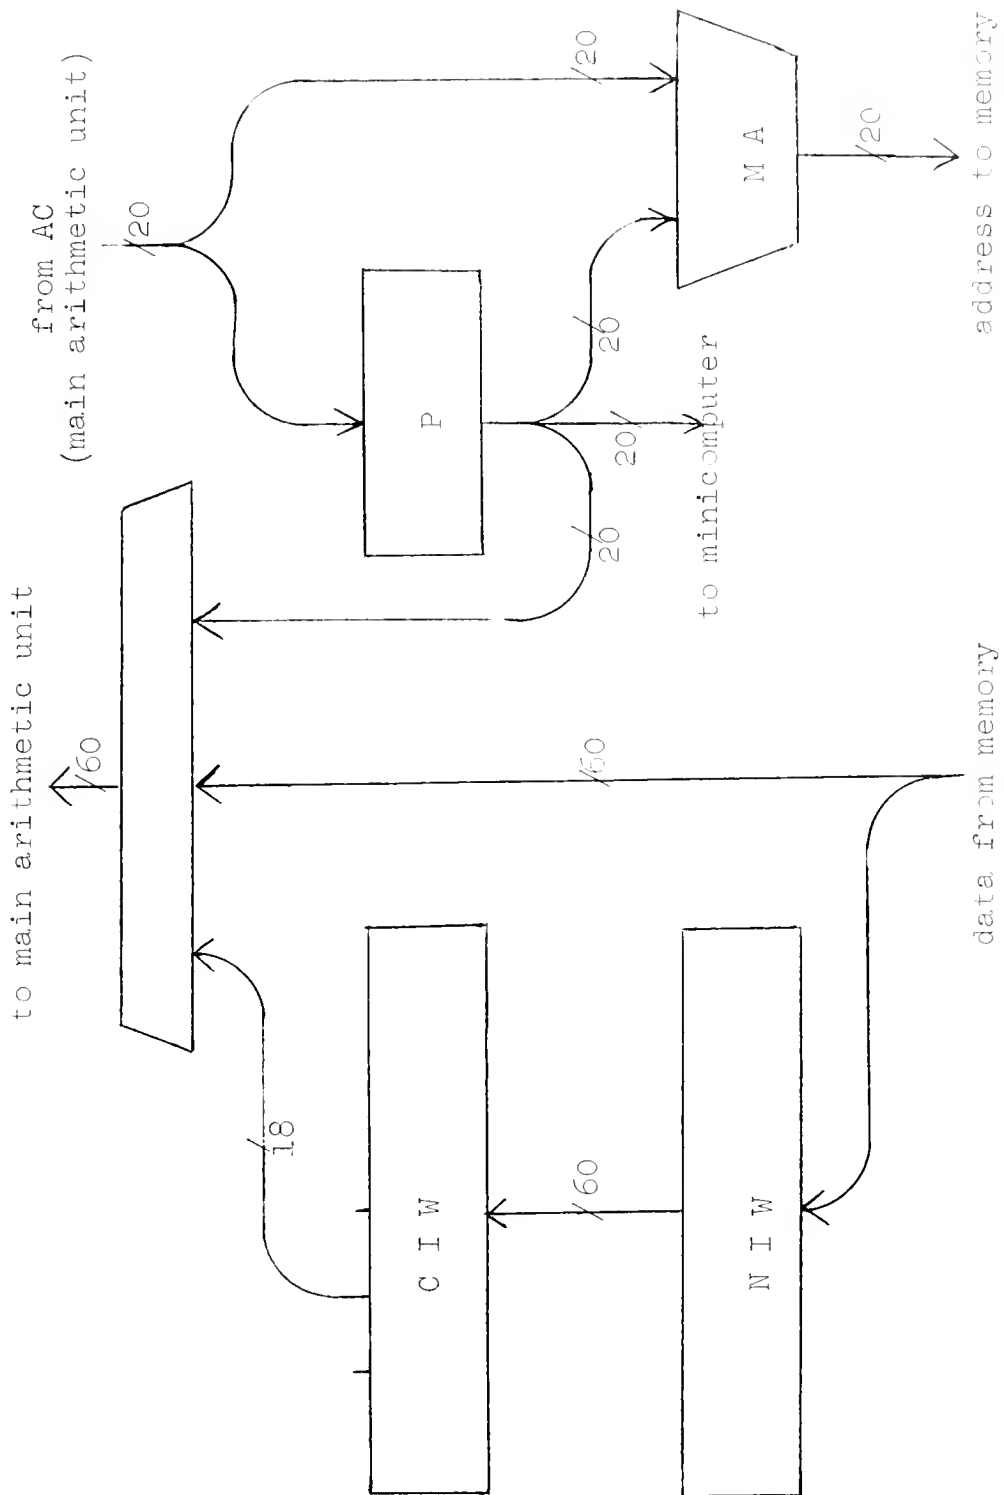 to main arithmetic unit
60
from AC
(main arithmetic unit)
20
18
60
20
20
20
20
P
C I W
60
N I W
M A
20
to minicomputer
data from memory
address to memory